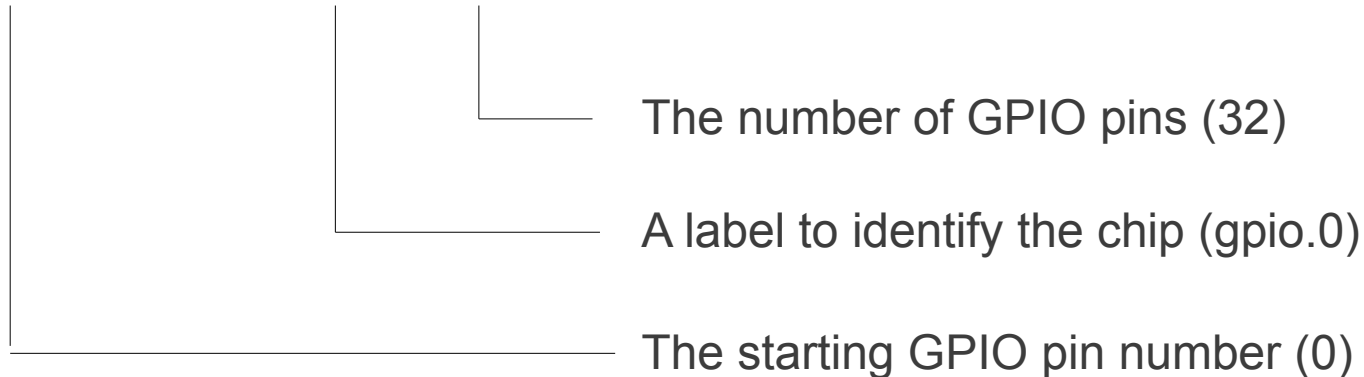 The number of GPIO pins (32)
A label to identify the chip (gpio.0)
The starting GPIO pin number (0)